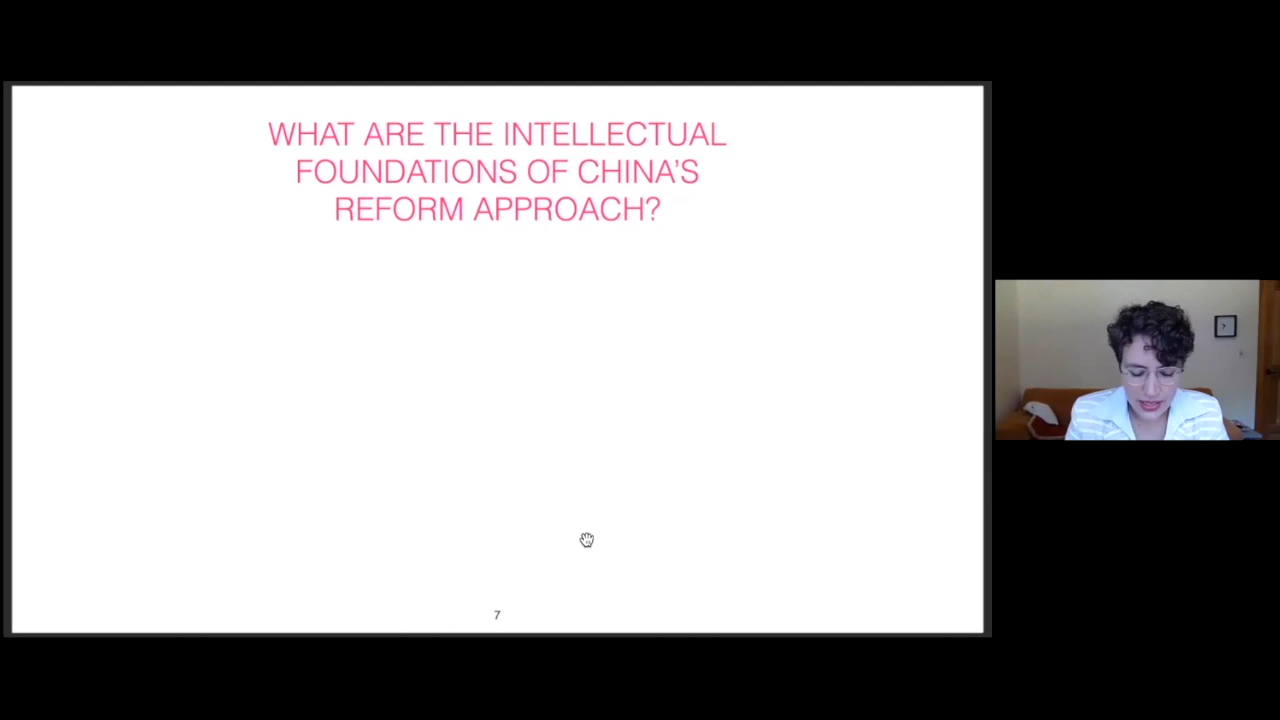 WHAT ARE THE INTELLECTUAL
FOUNDATIONS OF CHINA'S
REFORM APPROACH?
7